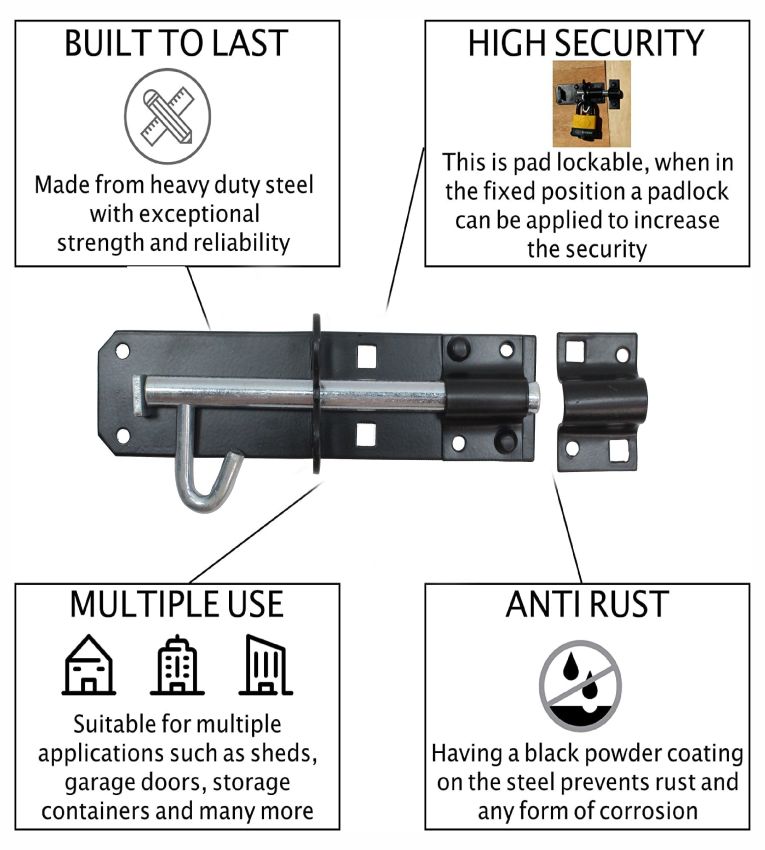 BUILT TO LAST
Made from heavy duty steel
with exceptional
strength and reliability
HIGH SECURITY
This is pad lockable, when in
the fixed position a padlock
can be applied to increase
the security
MULTIPLE USE
Suitable for multiple
applications such as sheds,
garage doors, storage
containers and many more
ANTI RUST
Having a black powder coating
on the steel prevents rust and
any form of corrosion